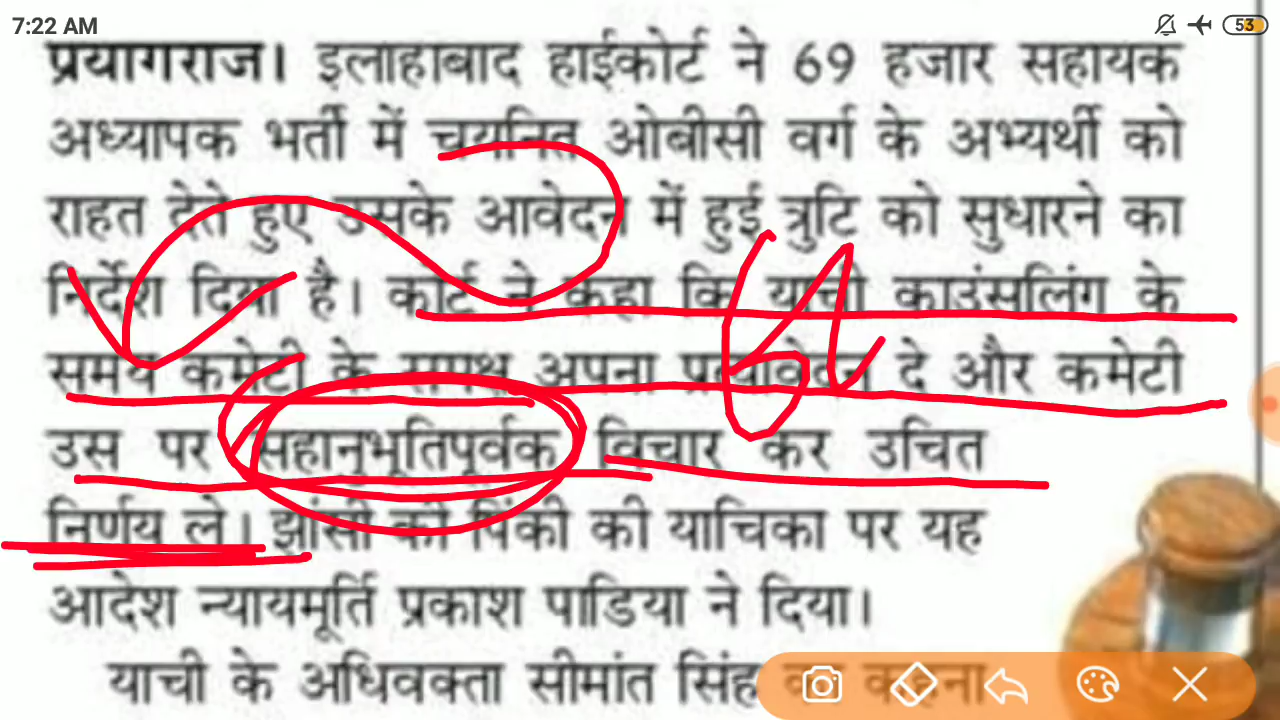 7:22 AM
53
प्रयागराज। इलाहाबाद हाईकोर्ट ने 69 हजार सहायक
अध्यापक भर्ती में चयनित ओबीसी वर्ग के अभ्यर्थी को
राहत देते हुए उसके आवेदन में हुई त्रुटि को सुधारने का
निर्देश दिया है। कोर्ट ने कहा कि याची काउंसलिंग के
समय कमेटी के समक्ष अपना प्रत्यावेदन दे और कमेटी
उस पर सहानुभूतिपूर्वक विचार कर उचित
निर्णय ले। झांसी की पिंकी की याचिका पर यह
आदेश न्यायमूर्ति प्रकाश पाडिया ने दिया।
याची के अधिवक्ता सीमांत सिंह का कहना